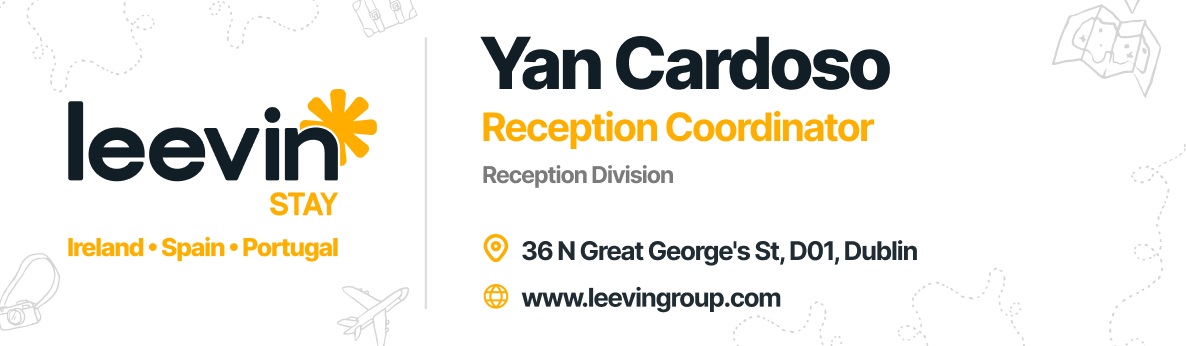 leevin
STAY
Ireland • Spain • Portugal
Yan Cardoso
Reception Coordinator
Reception Division
36 N Great George's St, D01, Dublin
www.leevingroup.com